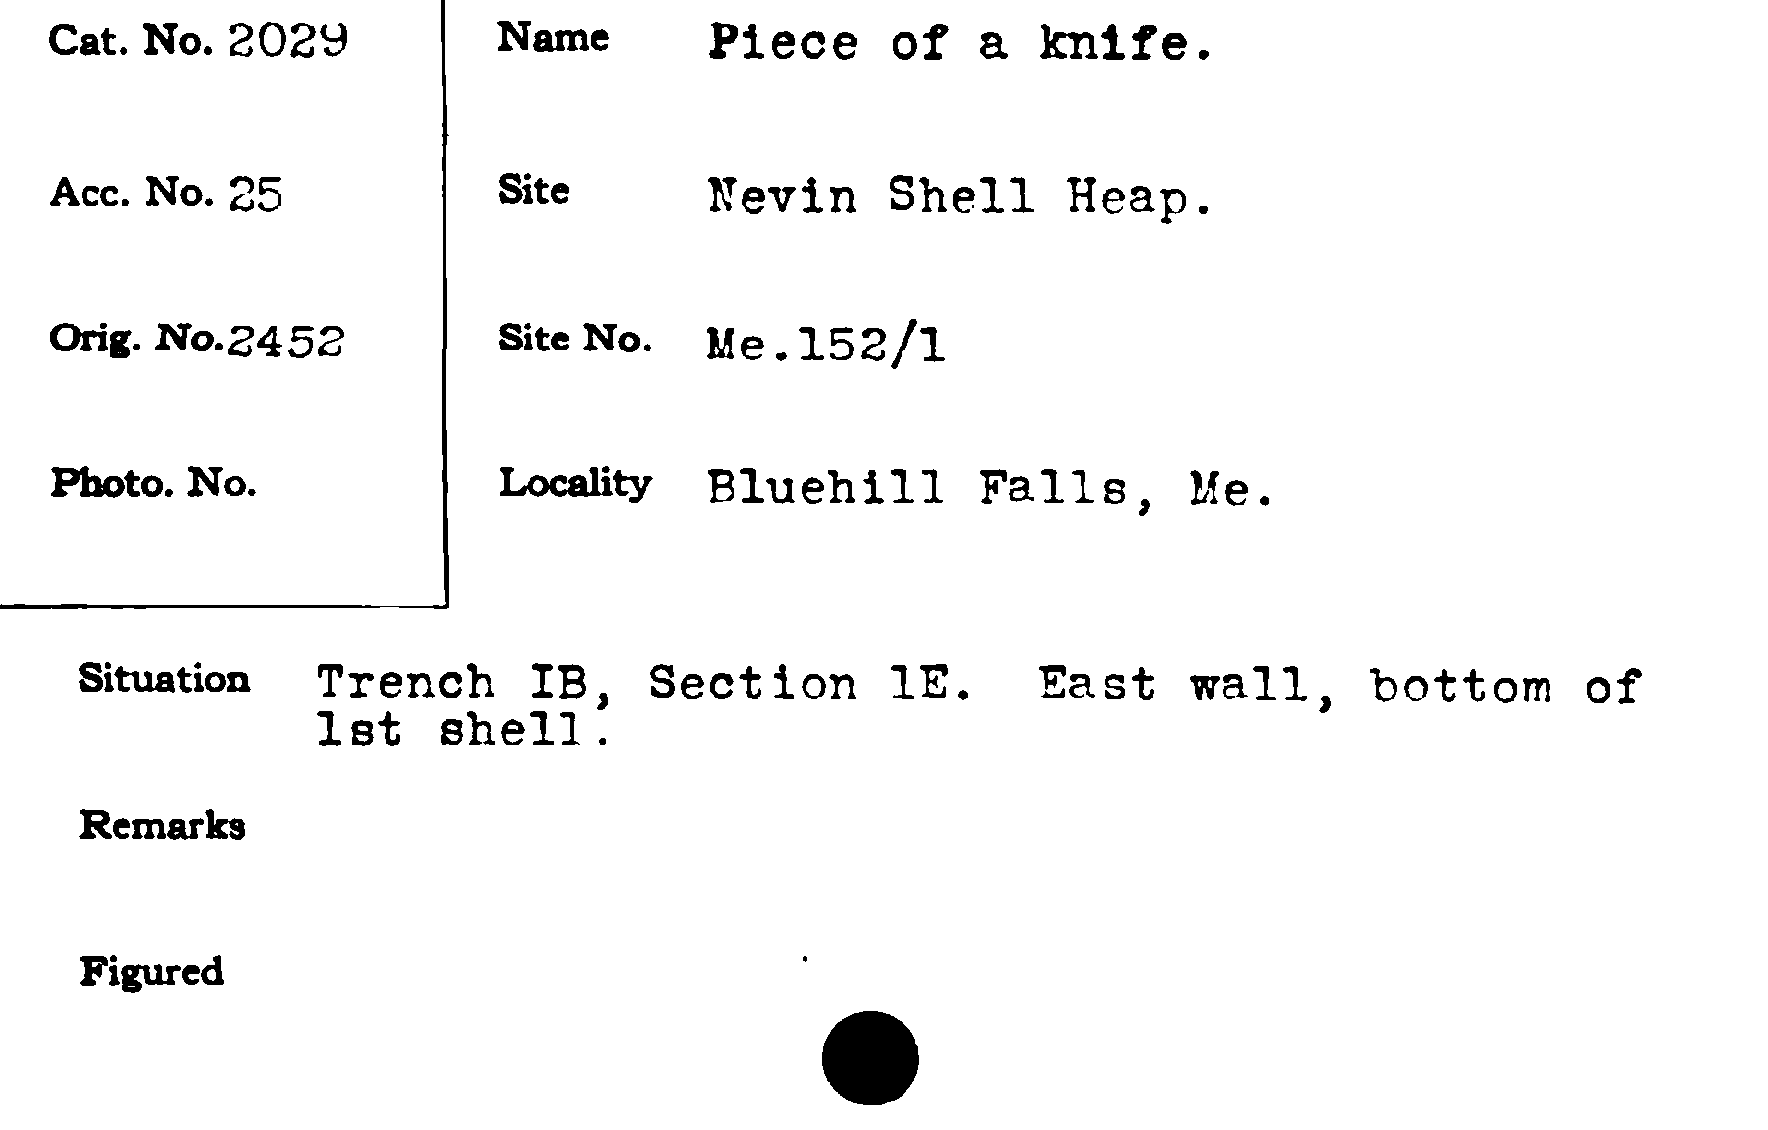 Cat. No. 2029
Name Piece of a knife.
Acc. No. 25
Site Nevin Shell Heap.
Orig. No. 2452
Site No. Me.152/1
Photo. No.
Locality Bluehill Falls, Me.
Situation Trench IB, Section 1E. East wall, bottom of
1st shell.
Remarks
Figured